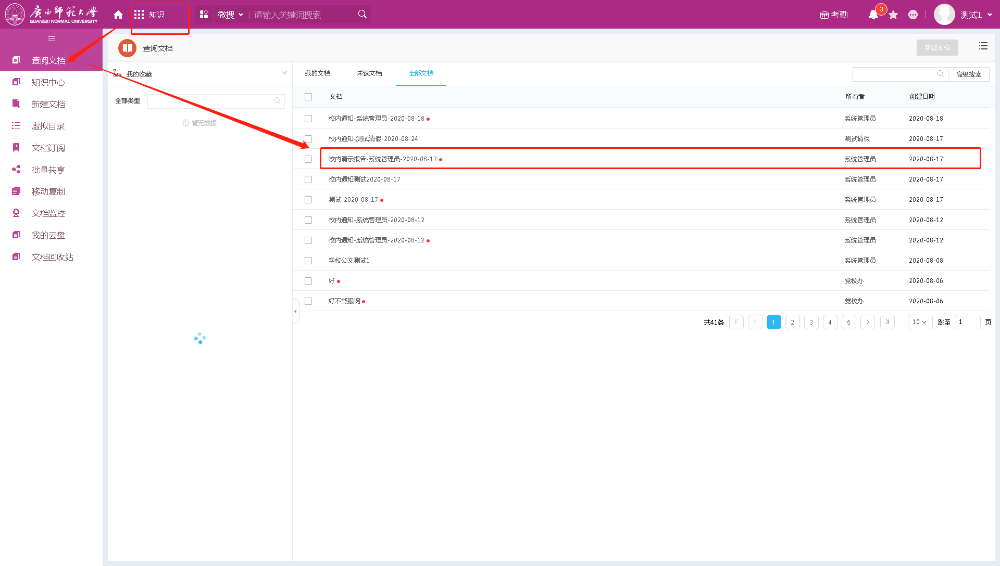 廣西師範大學
GUANGXI NORMAL UNIVERSITY
知识
微搜
请输入关键词搜索
考勤
3
测试1
查阅文档
知识中心
新建文档
虚拟目录
文档订阅
批量共享
移动复制
文档监控
我的云盘
文档回收站
查阅文档
新建文档
我的收藏
全部类型
暂无数据
我的文档 未读文档 全部文档
高级搜索
文档 所有者 创建日期
校内通知-系统管理员-2020-08-18 系统管理员 2020-08-18
校内通知-测试请假-2020-08-24 测试请假 2020-08-17
校内请示报告-系统管理员-2020-08-17 系统管理员 2020-08-17
校内通知测试2020-08-17 系统管理员 2020-08-17
测试-2020-08-17 系统管理员 2020-08-17
校内通知-系统管理员-2020-08-12 系统管理员 2020-08-12
校内通知-系统管理员-2020-08-12 系统管理员 2020-08-12
学校公文测试1 系统管理员 2020-08-08
好 党校办 2020-08-06
好不舒服啊 党校办 2020-08-06
共41条 1 2 3 4 5 10 跳至 1 页